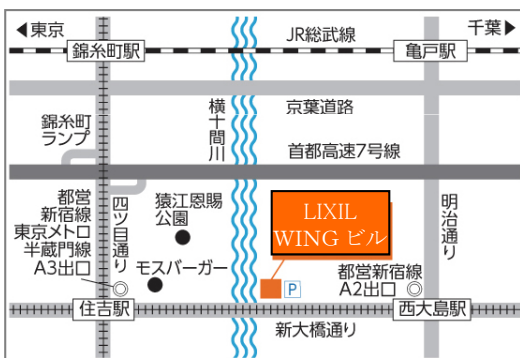 ◀東京
千葉▶
JR総武線
錦糸町駅
亀戸駅
京葉道路
横十間川
錦糸町
ランプ
首都高速7号線
都営
新宿線
東京メトロ
半蔵門線
A3出口
四ツ目通り
猿江恩賜
公園
モスバーガー
LIXIL
WING ビル
明治通り
都営新宿線
A2出口
P
住吉駅
西大島駅
新大橋通り